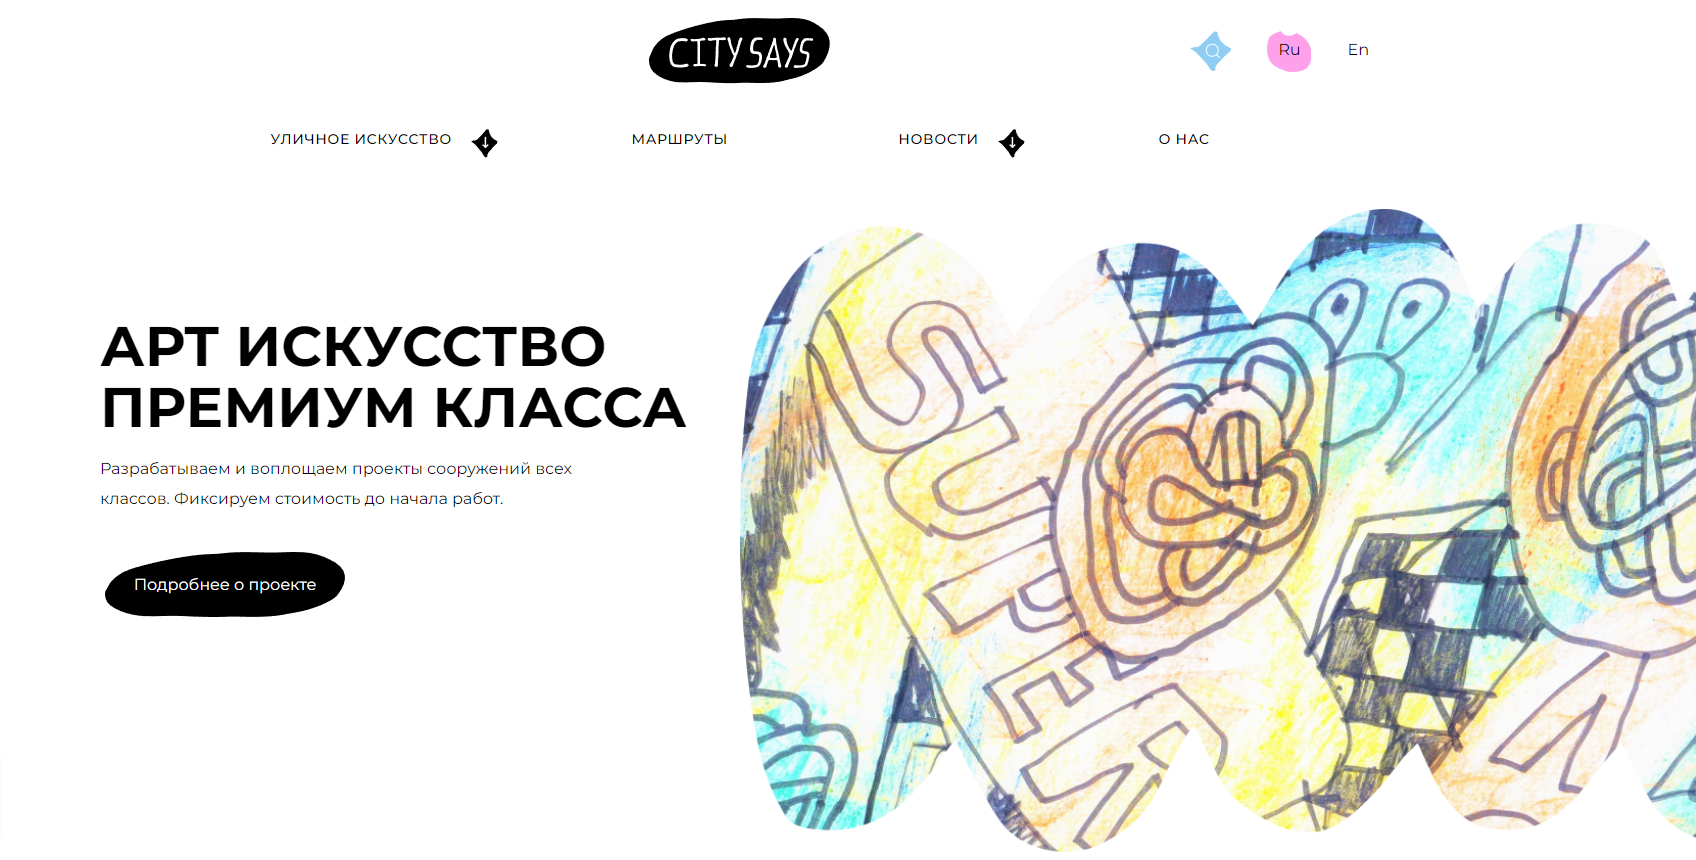 CITY SAYS
Ru
En
УЛИЧНОЕ ИСКУССТВО
МАРШРУТЫ
НОВОСТИ
О НАС
АРТ ИСКУССТВО
ПРЕМИУМ КЛАССА
Разрабатываем и воплощаем проекты сооружений всех
классов. Фиксируем стоимость до начала работ.
Подробнее о проекте